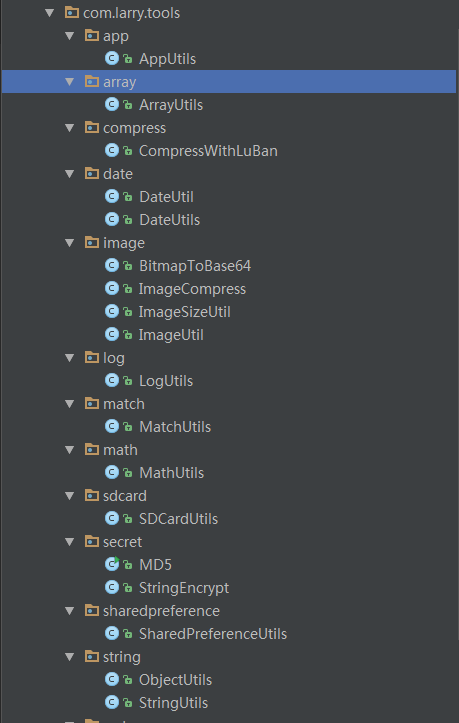 com.larry.tools
app
AppUtils
array
ArrayUtils
compress
CompressWithLuBan
date
DateUtil
DateUtils
image
BitmapToBase64
ImageCompress
ImageSizeUtil
ImageUtil
log
LogUtils
match
MatchUtils
math
MathUtils
sdcard
SDCardUtils
secret
MD5
StringEncrypt
sharedpreference
SharedPreferenceUtils
string
ObjectUtils
StringUtils